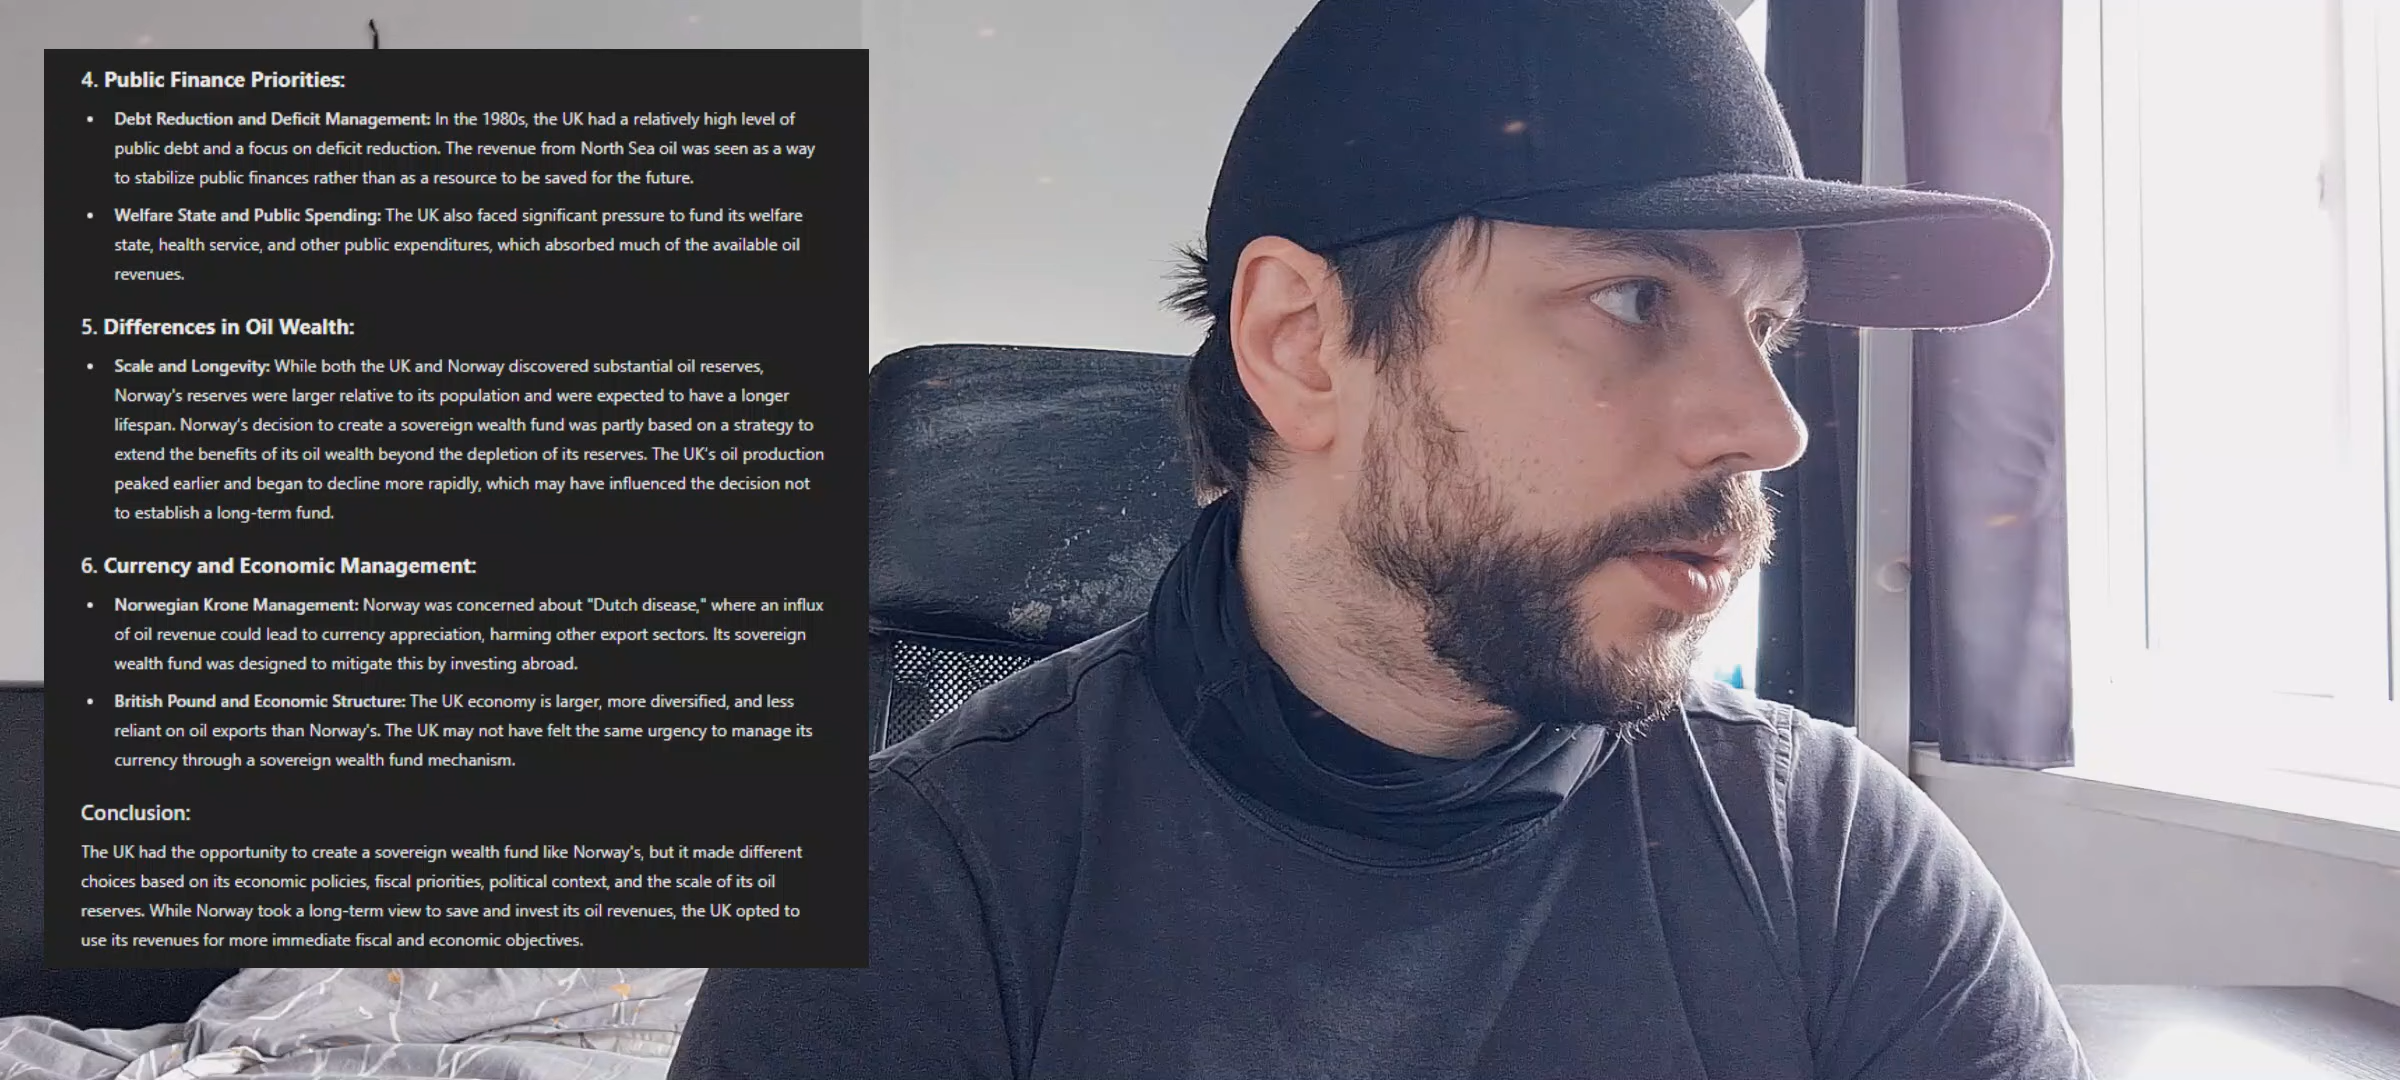 4. Public Finance Priorities:
• Debt Reduction and Deficit Management: In the 1980s, the UK had a relatively high level of
public debt and a focus on deficit reduction. The revenue from North Sea oil was seen as a way
to stabilize public finances rather than as a resource to be saved for the future.
• Welfare State and Public Spending: The UK also faced significant pressure to fund its welfare
state, health service, and other public expenditures, which absorbed much of the available oil
revenues.
5. Differences in Oil Wealth:
• Scale and Longevity: While both the UK and Norway discovered substantial oil reserves,
Norway's reserves were larger relative to its population and were expected to have a longer
lifespan. Norway's decision to create a sovereign wealth fund was partly based on a strategy to
extend the benefits of its oil wealth beyond the depletion of its reserves. The UK's oil production
peaked earlier and began to decline more rapidly, which may have influenced the decision not
to establish a long-term fund.
6. Currency and Economic Management:
• Norwegian Krone Management: Norway was concerned about "Dutch disease," where an influx
of oil revenue could lead to currency appreciation, harming other export sectors. Its sovereign
wealth fund was designed to mitigate this by investing abroad.
• British Pound and Economic Structure: The UK economy is larger, more diversified, and less
reliant on oil exports than Norway's. The UK may not have felt the same urgency to manage its
currency through a sovereign wealth fund mechanism.
Conclusion:
The UK had the opportunity to create a sovereign wealth fund like Norway's, but it made different
choices based on its economic policies, fiscal priorities, political context, and the scale of its oil
reserves. While Norway took a long-term view to save and invest its oil revenues, the UK opted to
use its revenues for more immediate fiscal and economic objectives.